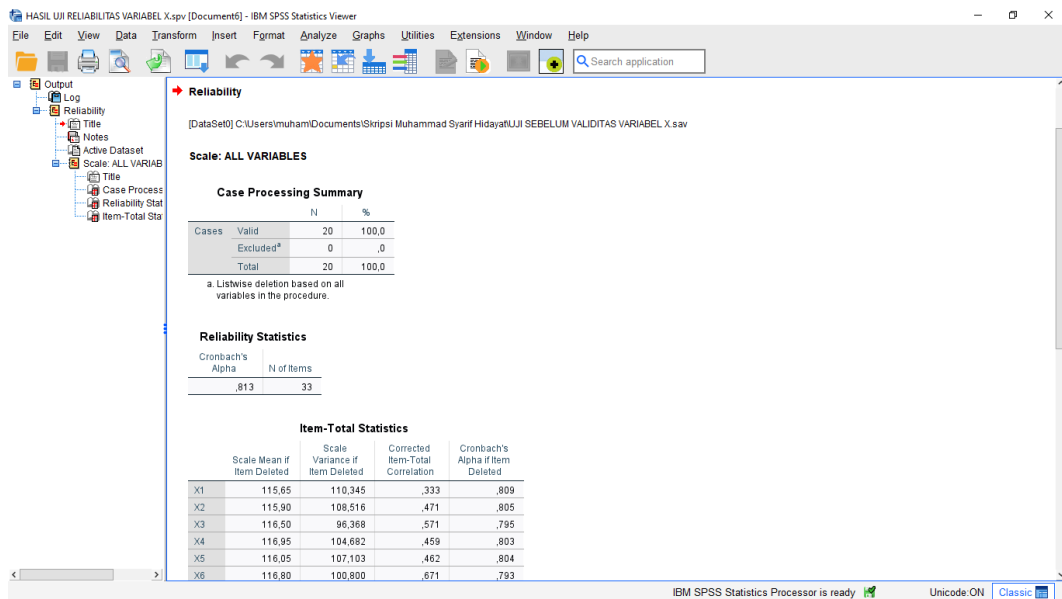 HASIL UJI RELIABILITAS VARIABEL X.spv [Document6] - IBM SPSS Statistics Viewer
File Edit View Data Transform Insert Format Analyze Graphs Utilities Extensions Window Help
Search application
Output
Log
Reliability
Title
Notes
Active Dataset
Scale: ALL VARIAB
Title
Case Process
Reliability Stat
Item-Total Sta
Reliability
[DataSet0] C:\Users\muham\Documents\Skripsi Muhammad Syarif Hidayat\UJI SEBELUM VALIDITAS VARIABEL X.sav
Scale: ALL VARIABLES
Case Processing Summary
N %
Cases Valid 20 100,0
Excludedᵃ 0 ,0
Total 20 100,0
a. Listwise deletion based on all
variables in the procedure.
Reliability Statistics
Cronbach's
Alpha N of Items
,813 33
Item-Total Statistics
Scale Mean if
Item Deleted
Scale
Variance if
Item Deleted
Corrected
Item-Total
Correlation
Cronbach's
Alpha if Item
Deleted
X1 115,65 110,345 ,333 ,809
X2 115,90 108,516 ,471 ,805
X3 116,50 96,368 ,571 ,795
X4 116,95 104,682 ,459 ,803
X5 116,05 107,103 ,462 ,804
X6 116,80 100,800 ,671 ,793
IBM SPSS Statistics Processor is ready Unicode:ON Classic